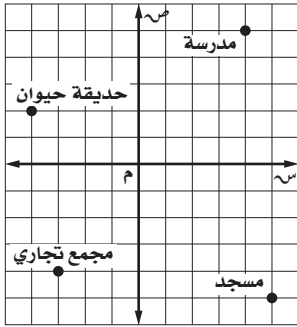 ص
مدرسة
حديقة حيوان
م
س
مجمع تجاري
مسجد